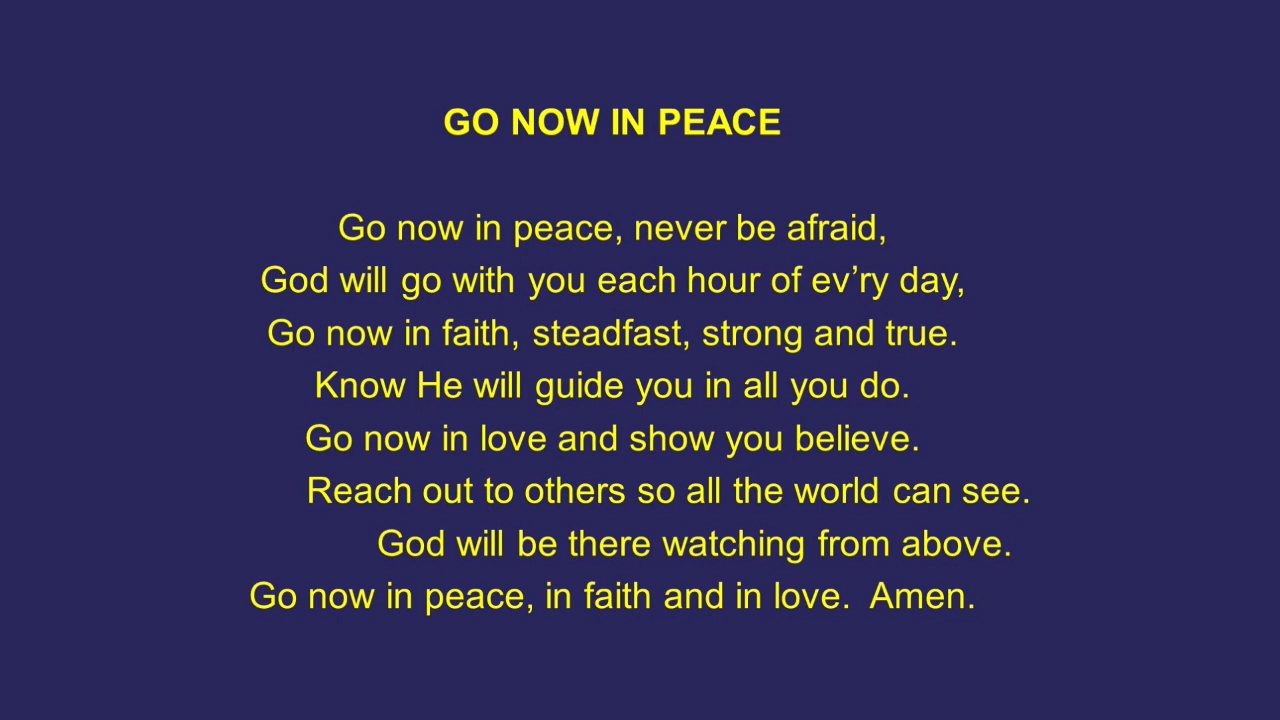 GO NOW IN PEACE
Go now in peace, never be afraid,
God will go with you each hour of ev’ry day,
Go now in faith, steadfast, strong and true.
Know He will guide you in all you do.
Go now in love and show you believe.
Reach out to others so all the world can see.
God will be there watching from above.
Go now in peace, in faith and in love.  Amen.